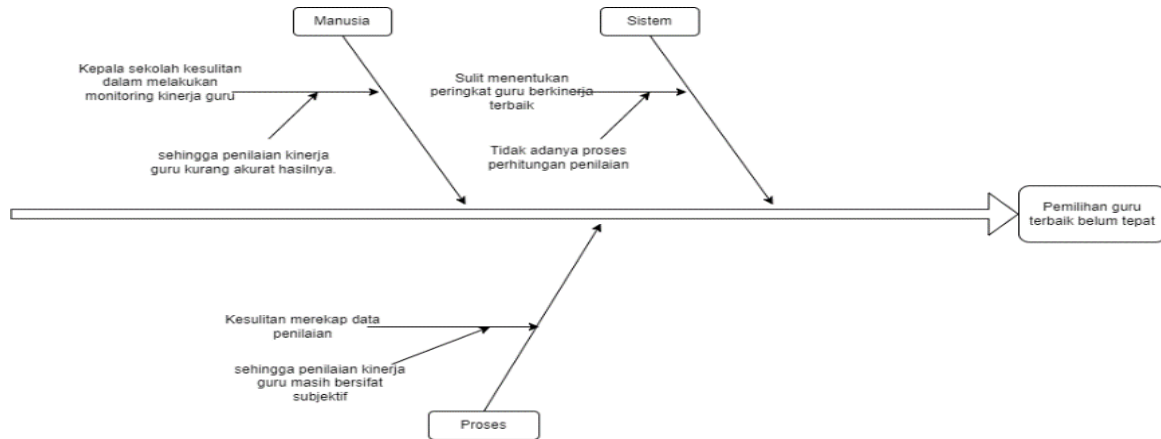 Manusia
Sistem
Kepala sekolah kesulitan
dalam melakukan
monitoring kinerja guru
Sulit menentukan
peringkat guru berkinerja
terbaik
sehingga penilaian kinerja
guru kurang akurat hasilnya.
Tidak adanya proses
perhitungan penilaian
Pemilihan guru
terbaik belum tepat
Kesulitan merekap data
penilaian
sehingga penilaian kinerja
guru masih bersifat
subjektif
Proses